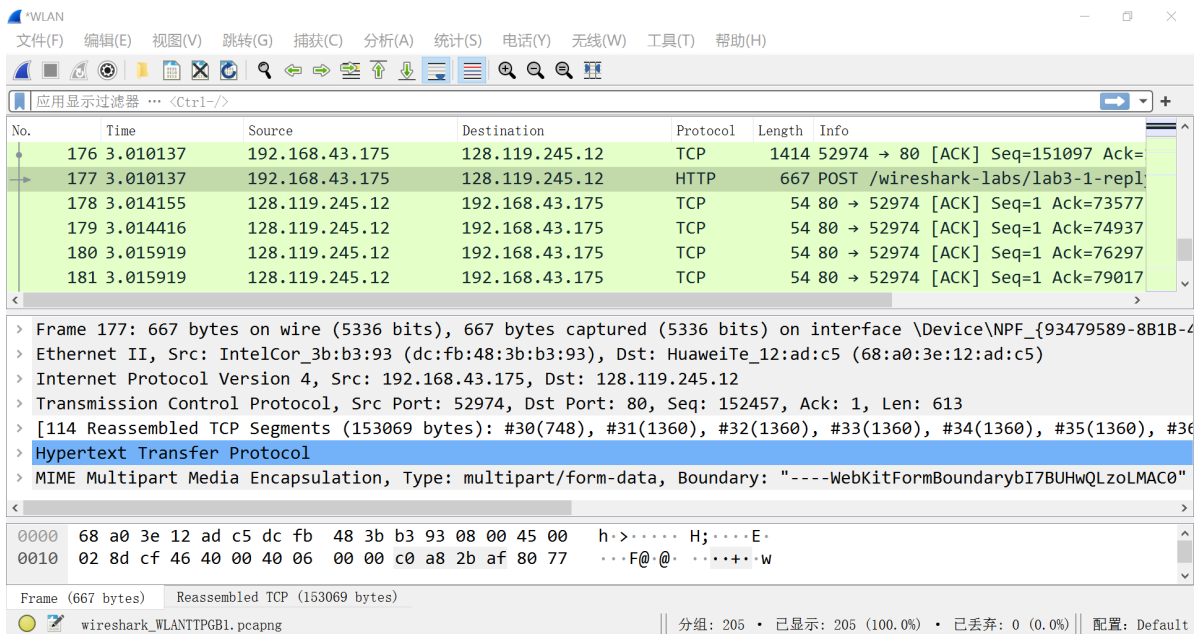 *WLAN
文件(F) 编辑(E) 视图(V) 跳转(G) 捕获(C) 分析(A) 统计(S) 电话(Y) 无线(W) 工具(T) 帮助(H)
应用显示过滤器 … <Ctrl-/>
No. Time Source Destination Protocol Length Info
176 3.010137 192.168.43.175 128.119.245.12 TCP 1414 52974 → 80 [ACK] Seq=151097 Ack=
177 3.010137 192.168.43.175 128.119.245.12 HTTP 667 POST /wireshark-labs/lab3-1-reply
178 3.014155 128.119.245.12 192.168.43.175 TCP 54 80 → 52974 [ACK] Seq=1 Ack=73577
179 3.014416 128.119.245.12 192.168.43.175 TCP 54 80 → 52974 [ACK] Seq=1 Ack=74937
180 3.015919 128.119.245.12 192.168.43.175 TCP 54 80 → 52974 [ACK] Seq=1 Ack=76297
181 3.015919 128.119.245.12 192.168.43.175 TCP 54 80 → 52974 [ACK] Seq=1 Ack=79017
Frame 177: 667 bytes on wire (5336 bits), 667 bytes captured (5336 bits) on interface \Device\NPF_{93479589-8B1B-4
Ethernet II, Src: IntelCor_3b:b3:93 (dc:fb:48:3b:b3:93), Dst: HuaweiTe_12:ad:c5 (68:a0:3e:12:ad:c5)
Internet Protocol Version 4, Src: 192.168.43.175, Dst: 128.119.245.12
Transmission Control Protocol, Src Port: 52974, Dst Port: 80, Seq: 152457, Ack: 1, Len: 613
[114 Reassembled TCP Segments (153069 bytes): #30(748), #31(1360), #32(1360), #33(1360), #34(1360), #35(1360), #36
Hypertext Transfer Protocol
MIME Multipart Media Encapsulation, Type: multipart/form-data, Boundary: "----WebKitFormBoundarybI7BUHwQLzoLMAC0"
0000 68 a0 3e 12 ad c5 dc fb 48 3b b3 93 08 00 45 00 h·>····· H;····E·
0010 02 8d cf 46 40 00 40 06 00 00 c0 a8 2b af 80 77 ···F@·@· ····+··w
Frame (667 bytes) Reassembled TCP (153069 bytes)
wireshark_WLANTTPGB1.pcapng 分组: 205 · 已显示: 205 (100.0%) · 已丢弃: 0 (0.0%) 配置: Default